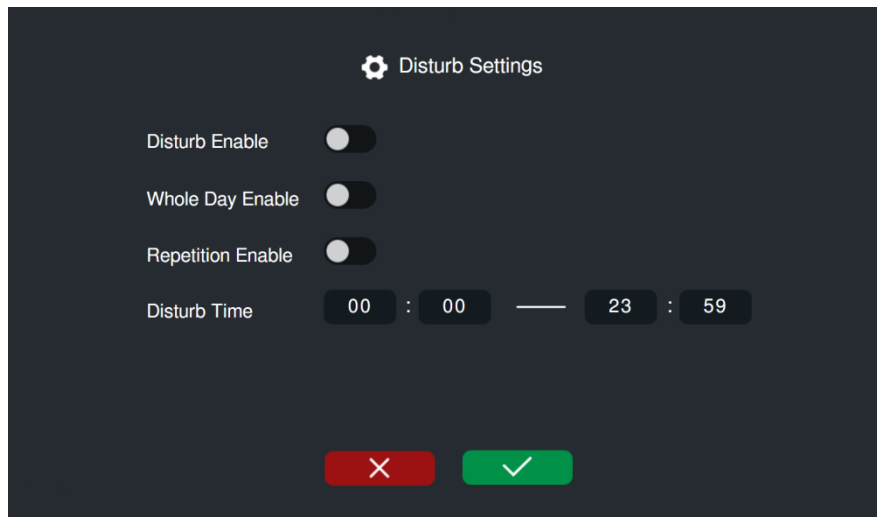 Disturb Settings
Disturb Enable
Whole Day Enable
Repetition Enable
Disturb Time 00 : 00 — 23 : 59